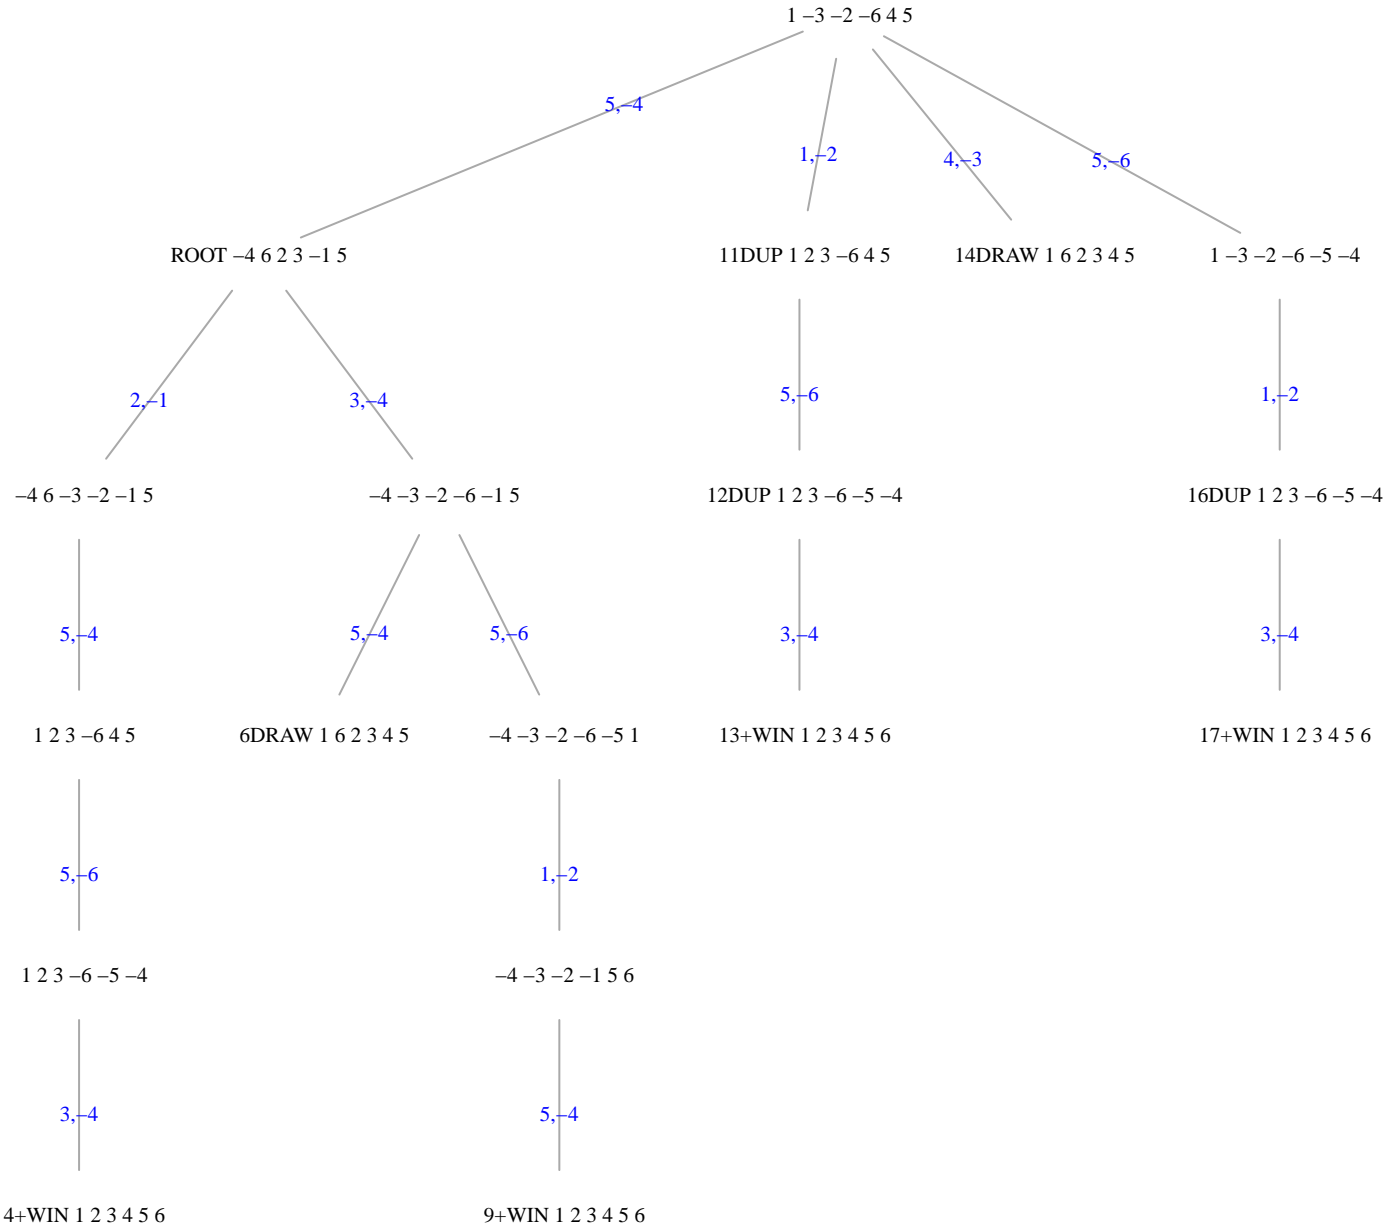 1 –3 –2 –6 4 5
5,–4
1,–2
4,–3
5,–6
ROOT –4 6 2 3 –1 5
11DUP 1 2 3 –6 4 5
14DRAW 1 6 2 3 4 5
1 –3 –2 –6 –5 –4
2,–1
3,–4
5,–6
1,–2
–4 6 –3 –2 –1 5
–4 –3 –2 –6 –1 5
12DUP 1 2 3 –6 –5 –4
16DUP 1 2 3 –6 –5 –4
5,–4
5,–4
5,–6
3,–4
3,–4
1 2 3 –6 4 5
6DRAW 1 6 2 3 4 5
–4 –3 –2 –6 –5 1
13+WIN 1 2 3 4 5 6
17+WIN 1 2 3 4 5 6
5,–6
1,–2
1 2 3 –6 –5 –4
–4 –3 –2 –1 5 6
3,–4
5,–4
4+WIN 1 2 3 4 5 6
9+WIN 1 2 3 4 5 6